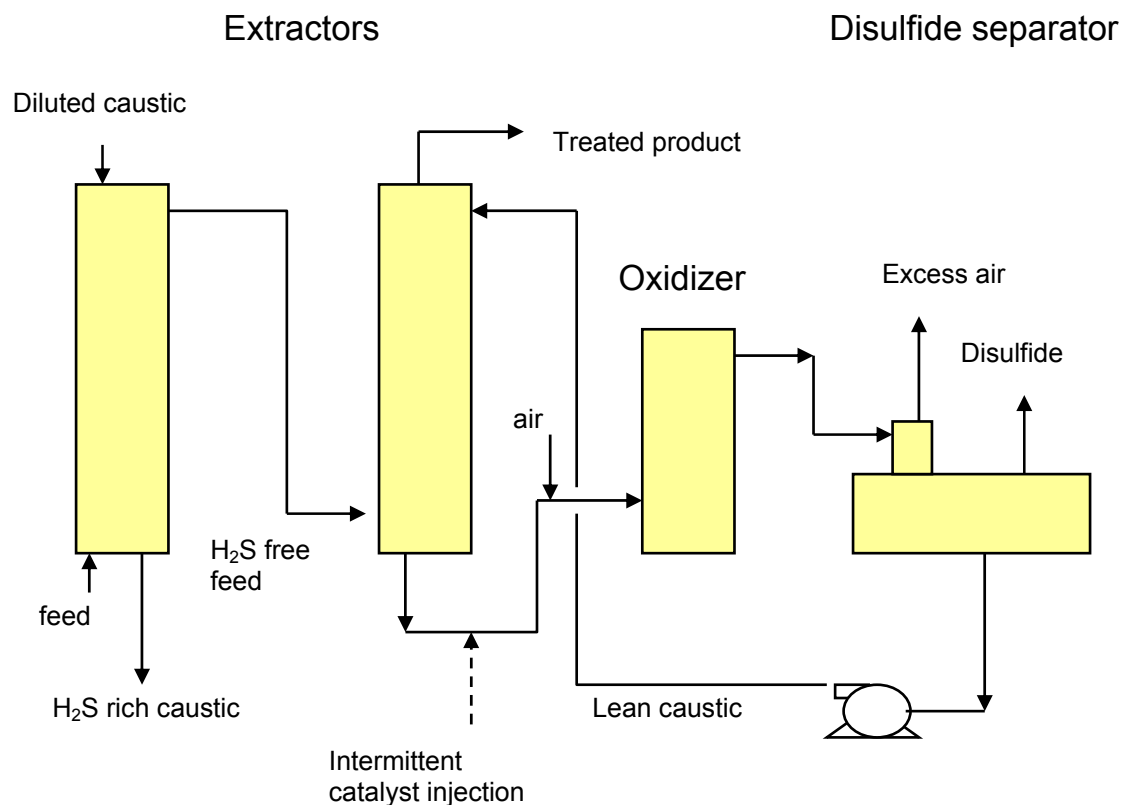 Extractors
Disulfide separator
Diluted caustic
Treated product
Oxidizer
Excess air
Disulfide
air
H₂S free
feed
feed
H₂S rich caustic
Lean caustic
Intermittent
catalyst injection